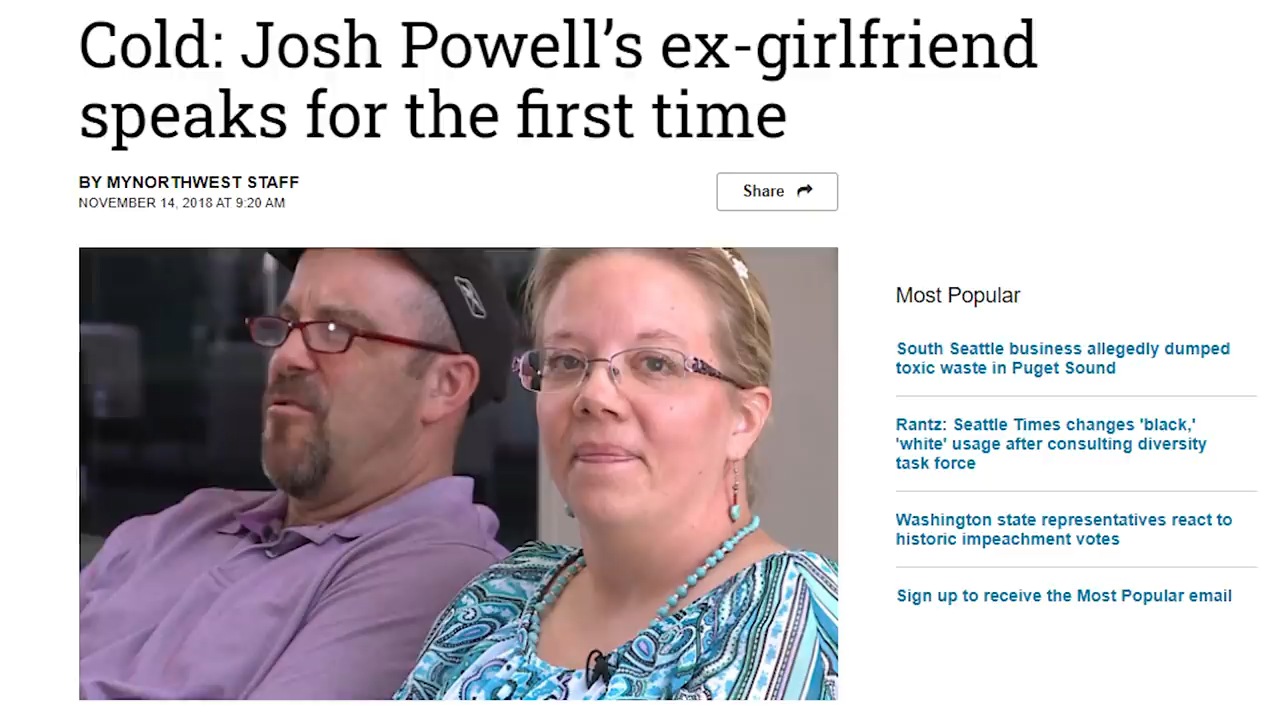 Cold: Josh Powell’s ex-girlfriend
speaks for the first time
BY MYNORTHWEST STAFF
NOVEMBER 14, 2018 AT 9:20 AM
Share
Most Popular
South Seattle business allegedly dumped
toxic waste in Puget Sound
Rantz: Seattle Times changes 'black,'
'white' usage after consulting diversity
task force
Washington state representatives react to
historic impeachment votes
Sign up to receive the Most Popular email